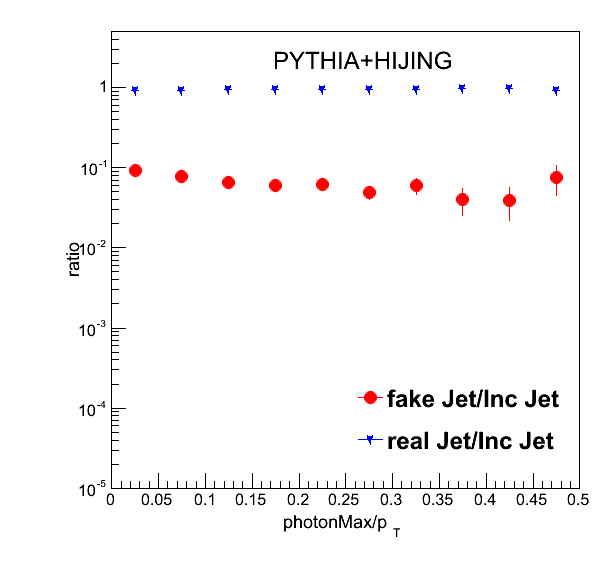 PYTHIA+HIJING
ratio
1
10-1
10-2
10-3
10-4
10-5
fake Jet/Inc Jet
real Jet/Inc Jet
0 0.05 0.1 0.15 0.2 0.25 0.3 0.35 0.4 0.45 0.5
photonMax/p T